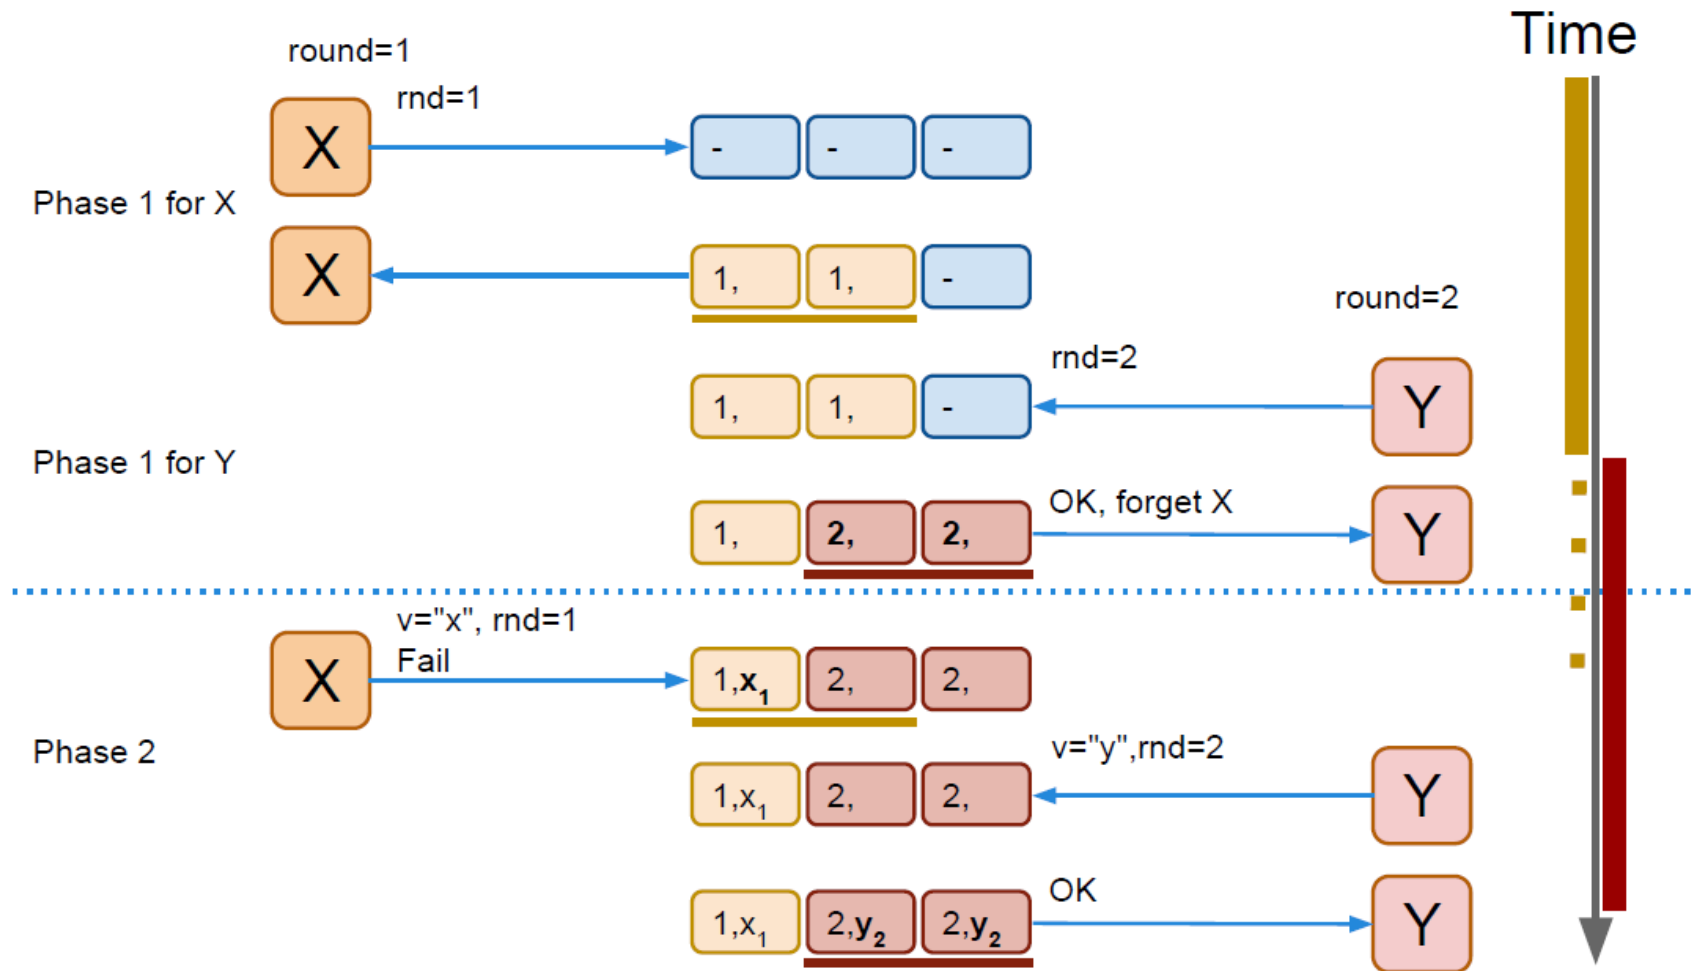 Time
round=1
rnd=1
X
- - -
Phase 1 for X
X
1, 1, -
round=2
rnd=2
1, 1, -
Y
Phase 1 for Y
OK, forget X
1, 2, 2,
Y
v="x", rnd=1
Fail
X
1,x₁ 2, 2,
Phase 2
v="y",rnd=2
1,x₁ 2, 2,
Y
OK
1,x₁ 2,y₂ 2,y₂
Y